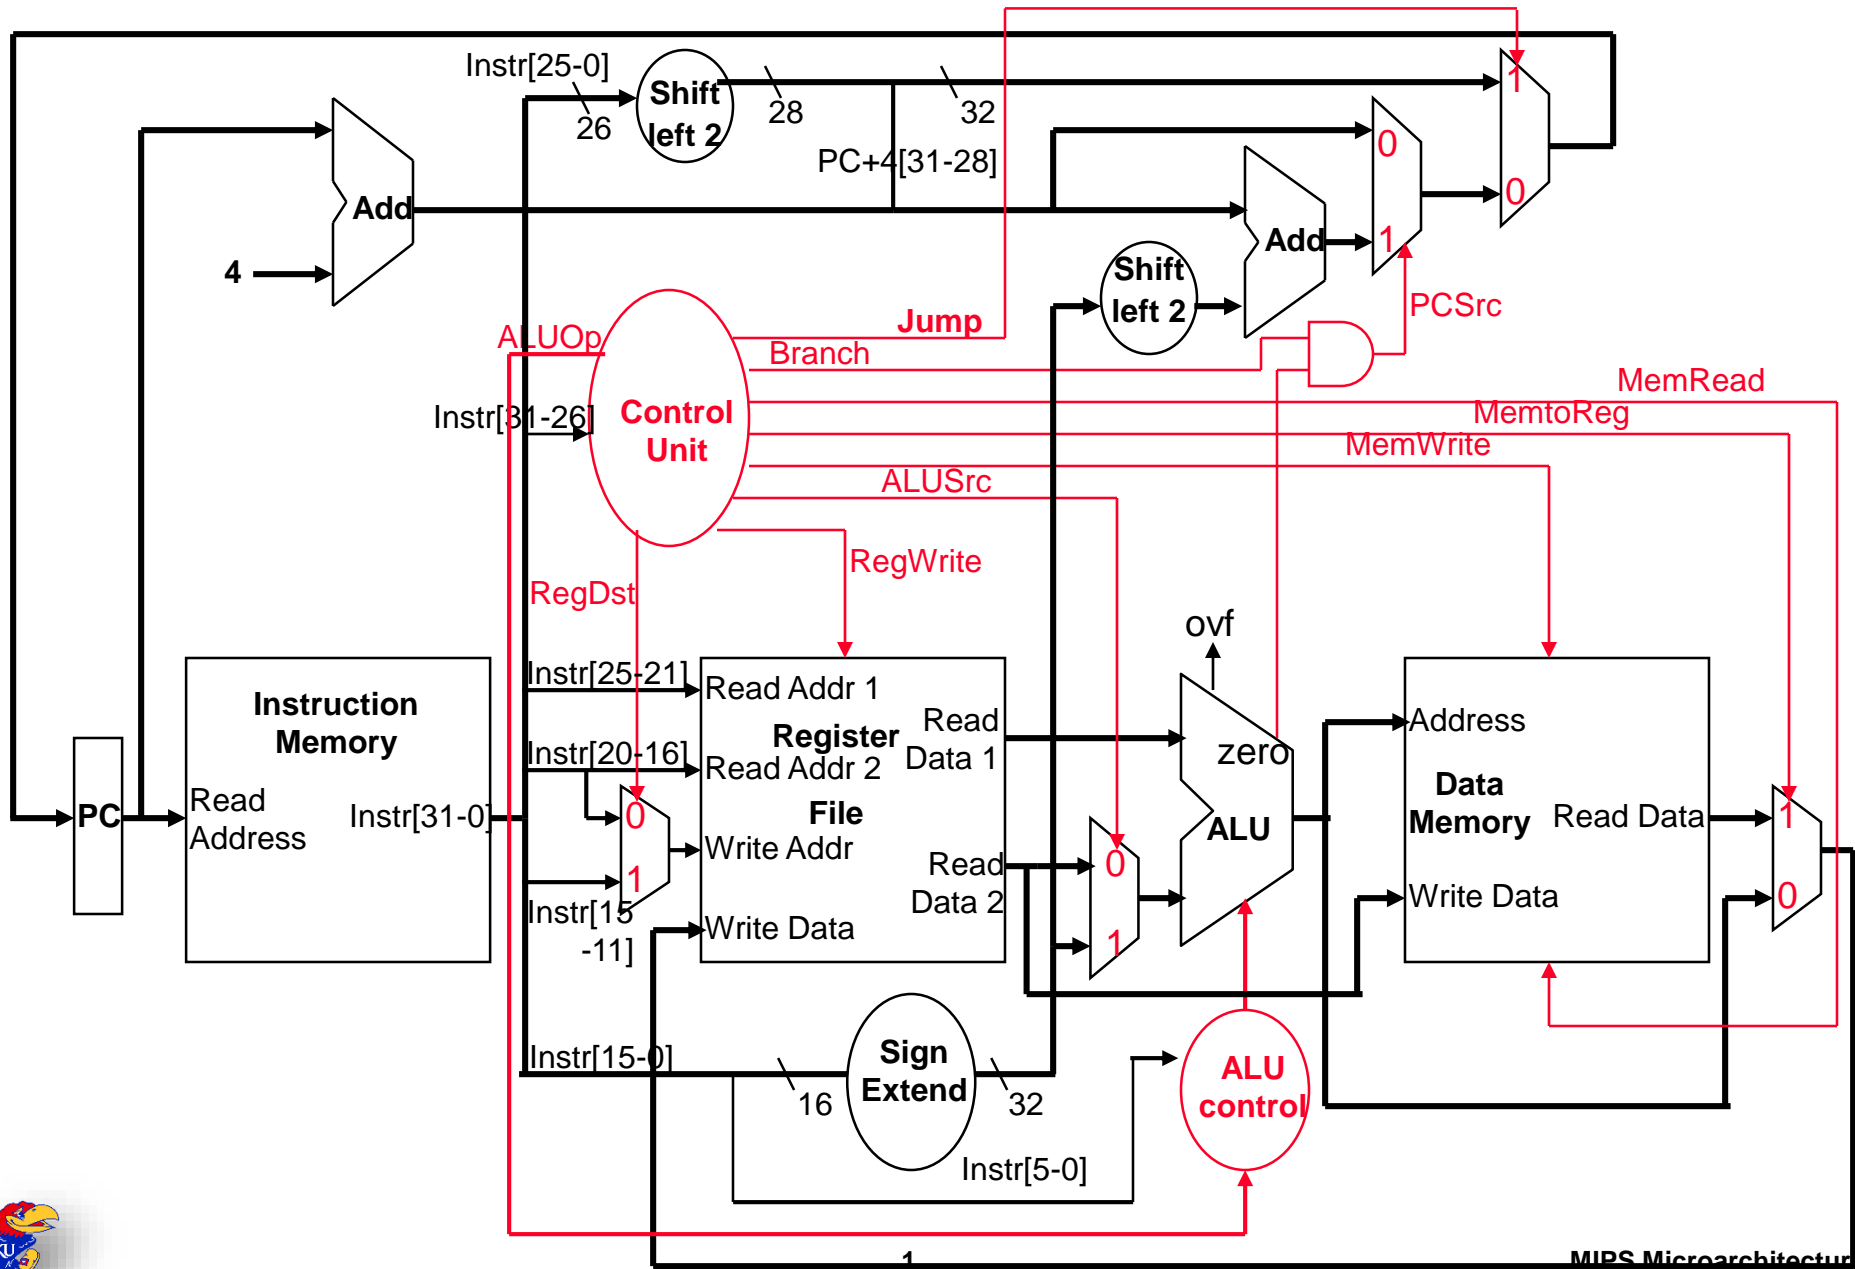 Instr[25-0]
26
Shift
left 2
28
32
PC+4[31-28]
1
0
0
1
Add
4
Add
Shift
left 2
PCSrc
ALUOp
Jump
Branch
MemRead
MemtoReg
MemWrite
Instr[31-26]
Control
Unit
ALUSrc
RegWrite
RegDst
ovf
Instruction
Memory
Read
Address
Instr[31-0]
PC
Instr[25-21]
Instr[20-16]
0
1
Instr[15
-11]
Read Addr 1
Register
Read Addr 2
File
Write Addr
Write Data
Read
Data 1
Read
Data 2
0
1
zero
ALU
Address
Data
Memory
Read Data
Write Data
1
0
Instr[15-0]
16
Sign
Extend
32
ALU
control
Instr[5-0]
KU
1
MIPS Microarchitectur